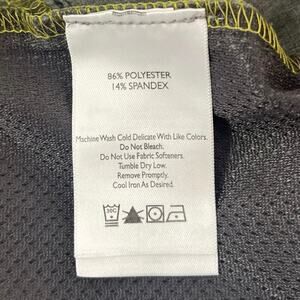 86% POLYESTER
14% SPANDEX
Machine Wash Cold Delicate With Like Colors.
Do Not Bleach.
Do Not Use Fabric Softeners.
Tumble Dry Low.
Remove Promptly.
Cool Iron As Desired.
30C